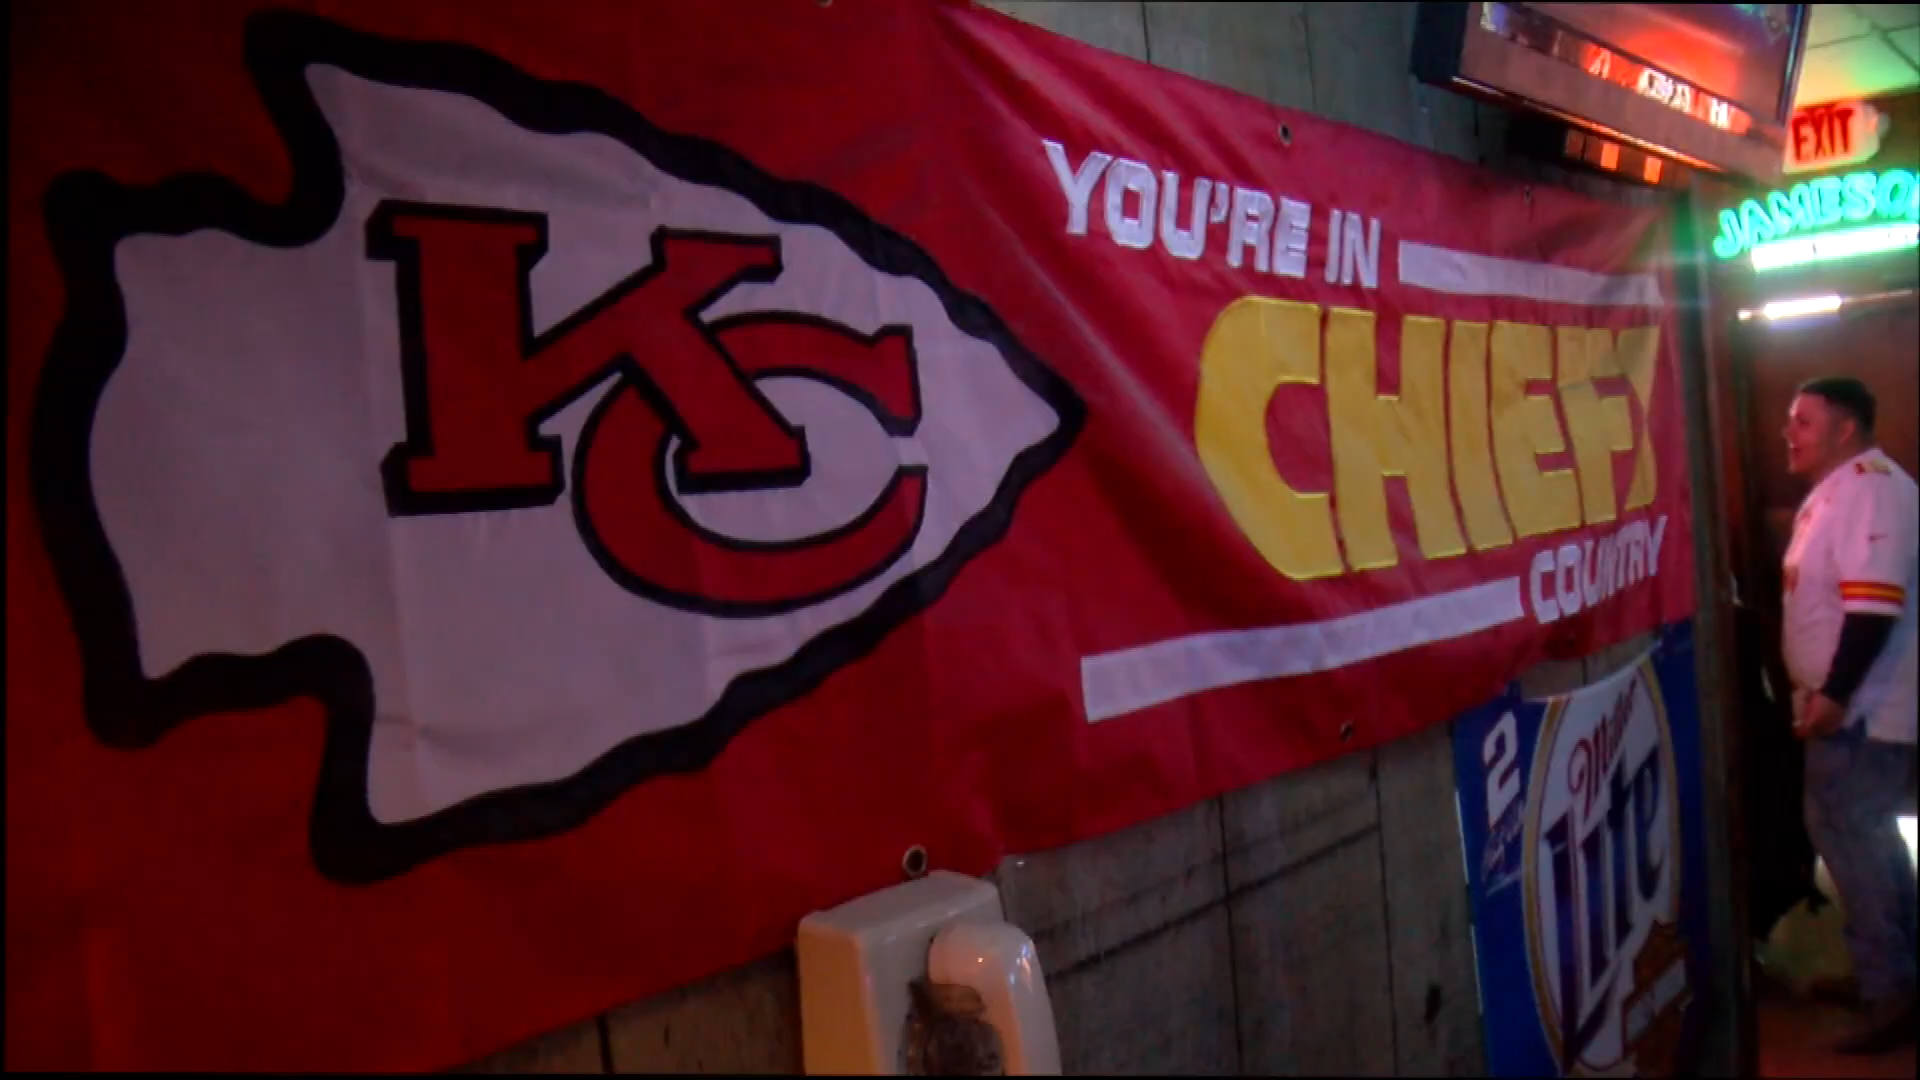 KC
YOU'RE IN
CHIEFS
COUNTRY
EXIT
JAMESO
2
Miller
Lite